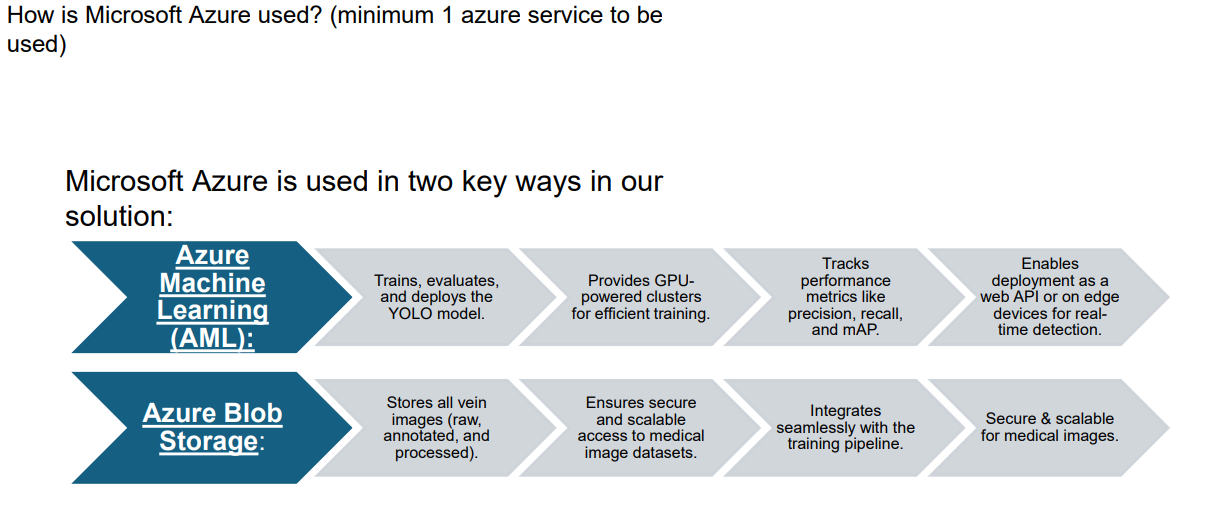 How is Microsoft Azure used? (minimum 1 azure service to be
used)
Microsoft Azure is used in two key ways in our
solution:
Azure
Machine
Learning
(AML):
Trains, evaluates,
and deploys the
YOLO model.
Provides GPU-
powered clusters
for efficient training.
Tracks
performance
metrics like
precision, recall,
and mAP.
Enables
deployment as a
web API or on edge
devices for real-
time detection.
Azure Blob
Storage:
Stores all vein
images (raw,
annotated, and
processed).
Ensures secure
and scalable
access to medical
image datasets.
Integrates
seamlessly with the
training pipeline.
Secure & scalable
for medical images.